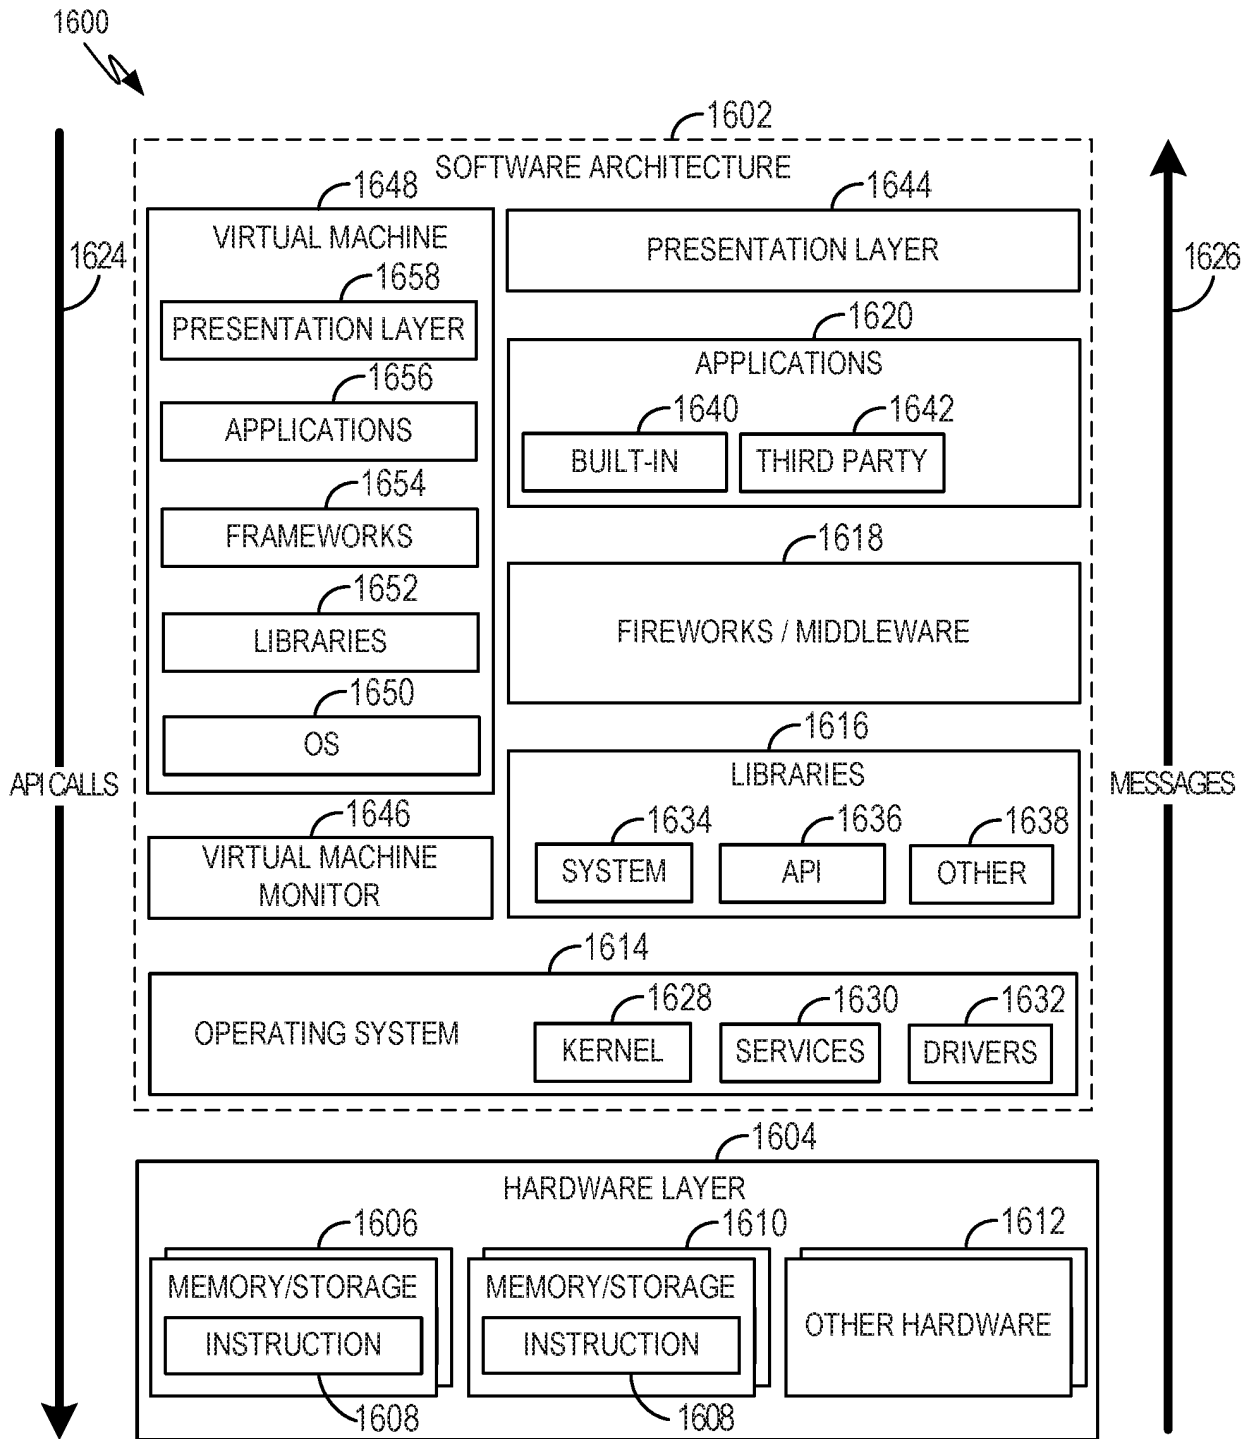 1600
1602
SOFTWARE ARCHITECTURE
1648
VIRTUAL MACHINE
1658
PRESENTATION LAYER
1656
APPLICATIONS
1654
FRAMEWORKS
1652
LIBRARIES
1650
OS
1646
VIRTUAL MACHINE
MONITOR
1644
PRESENTATION LAYER
1620
APPLICATIONS
1640
BUILT-IN
1642
THIRD PARTY
1618
FIREWORKS / MIDDLEWARE
1616
LIBRARIES
1634
SYSTEM
1636
API
1638
OTHER
1614
OPERATING SYSTEM
1628
KERNEL
1630
SERVICES
1632
DRIVERS
1604
HARDWARE LAYER
1606
MEMORY/STORAGE
INSTRUCTION
1608
1610
MEMORY/STORAGE
INSTRUCTION
1608
1612
OTHER HARDWARE
1624
API CALLS
1626
MESSAGES